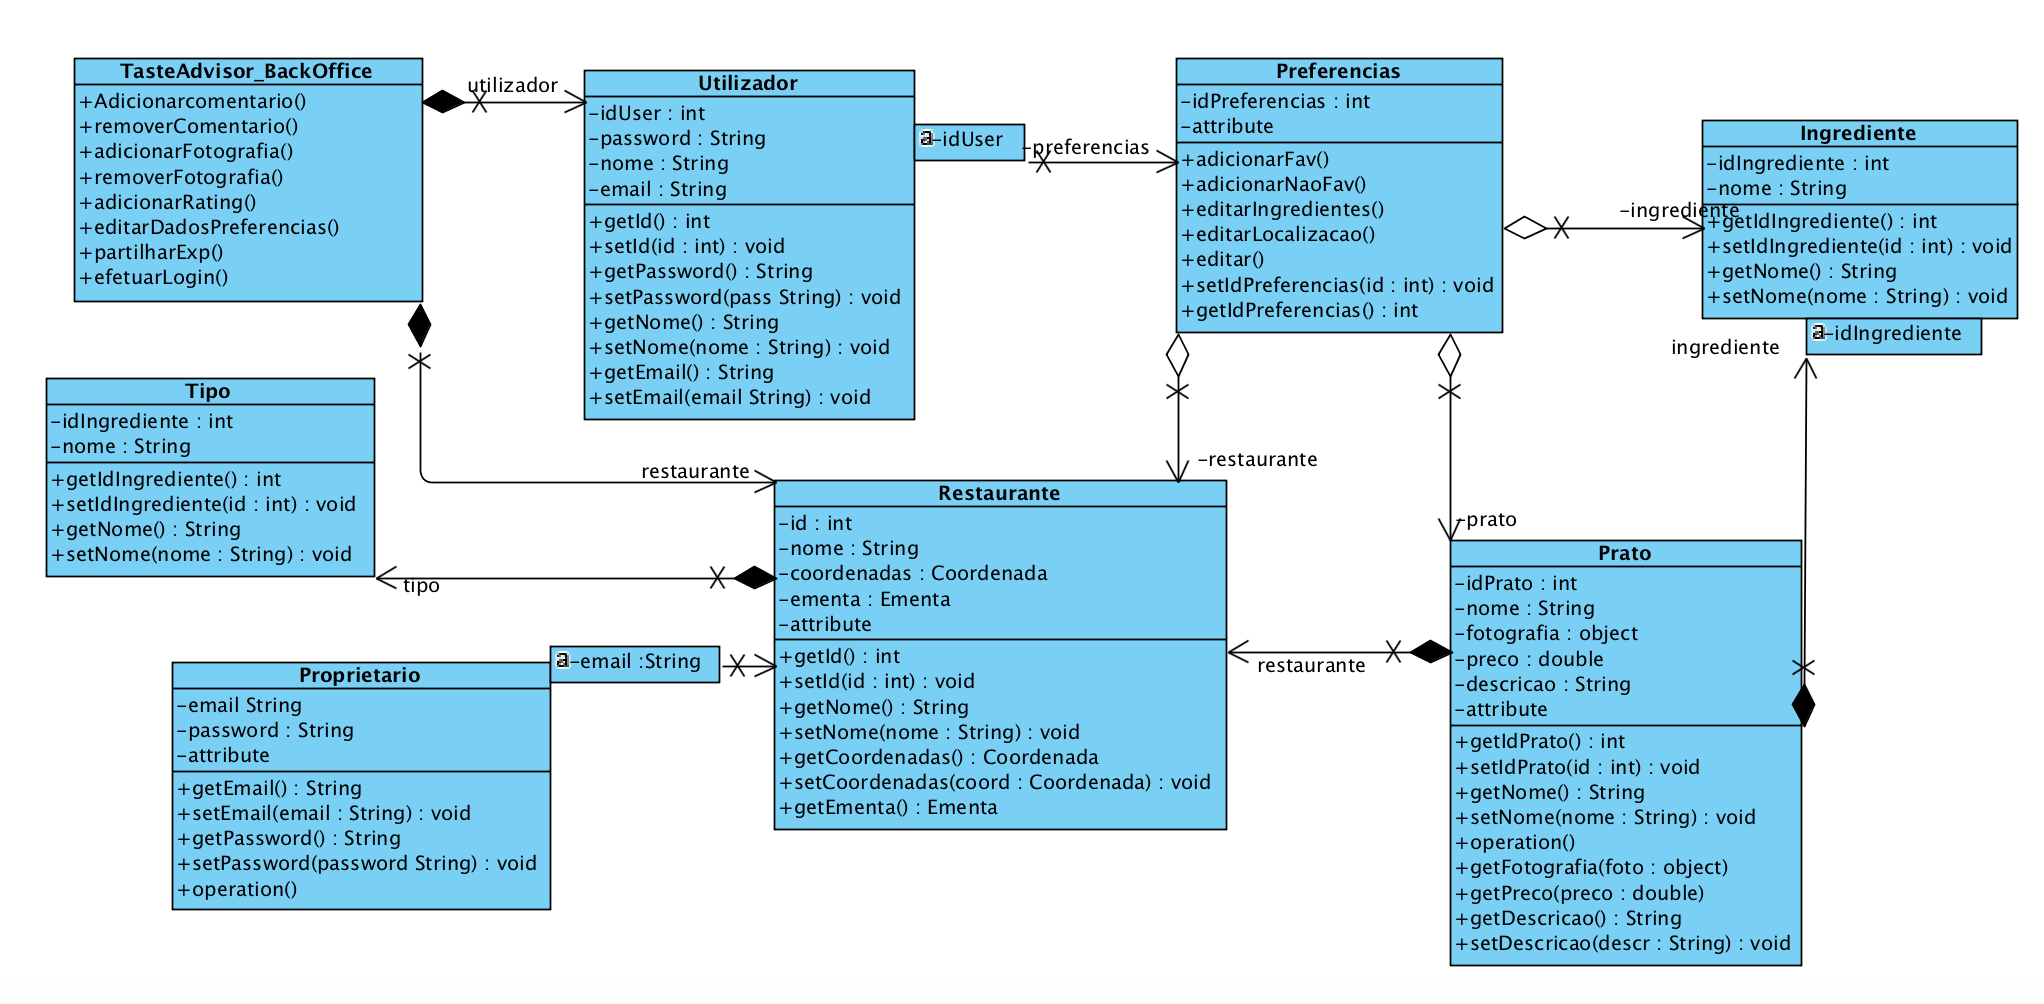 TasteAdvisor_BackOffice
+Adicionarcomentario()
+removerComentario()
+adicionarFotografia()
+removerFotografia()
+adicionarRating()
+editarDadosPreferencias()
+partilharExp()
+efetuarLogin()
utilizador
Utilizador
-idUser : int
-password : String
-nome : String
-email : String
+getId() : int
+setId(id : int) : void
+getPassword() : String
+setPassword(pass String) : void
+getNome() : String
+setNome(nome : String) : void
+getEmail() : String
+setEmail(email String) : void
a-idUser
-preferencias
Preferencias
-idPreferencias : int
-attribute
+adicionarFav()
+adicionarNaoFav()
+editarIngredientes()
+editarLocalizacao()
+editar()
+setIdPreferencias(id : int) : void
+getIdPreferencias() : int
-ingrediente
Ingrediente
-idIngrediente : int
-nome : String
+getIdIngrediente() : int
+setIdIngrediente(id : int) : void
+getNome() : String
+setNome(nome : String) : void
a-idIngrediente
ingrediente
Tipo
-idIngrediente : int
-nome : String
+getIdIngrediente() : int
+setIdIngrediente(id : int) : void
+getNome() : String
+setNome(nome : String) : void
tipo
restaurante
-restaurante
Restaurante
-id : int
-nome : String
-coordenadas : Coordenada
-ementa : Ementa
-attribute
+getId() : int
+setId(id : int) : void
+getNome() : String
+setNome(nome : String) : void
+getCoordenadas() : Coordenada
+setCoordenadas(coord : Coordenada) : void
+getEmenta() : Ementa
-prato
restaurante
Prato
-idPrato : int
-nome : String
-fotografia : object
-preco : double
-descricao : String
-attribute
+getIdPrato() : int
+setIdPrato(id : int) : void
+getNome() : String
+setNome(nome : String) : void
+operation()
+getFotografia(foto : object)
+getPreco(preco : double)
+getDescricao() : String
+setDescricao(descr : String) : void
a-email :String
Proprietario
-email String
-password : String
-attribute
+getEmail() : String
+setEmail(email : String) : void
+getPassword() : String
+setPassword(password String) : void
+operation()